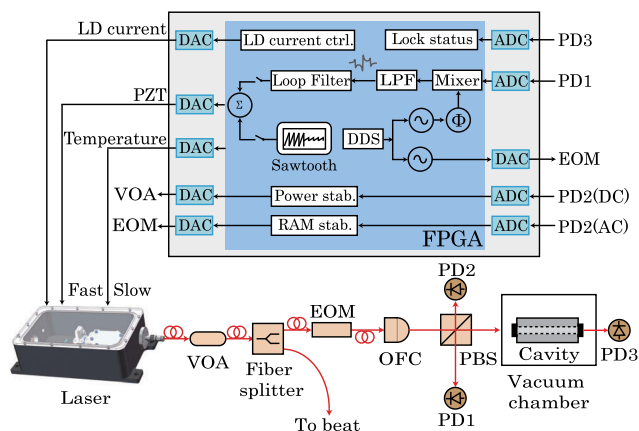 LD current
DAC
LD current ctrl.
Lock status
ADC
PD3
PZT
DAC
Σ
Loop Filter
LPF
Mixer
ADC
PD1
Φ
Temperature
DAC
Sawtooth
DDS
DAC
EOM
VOA
DAC
Power stab.
ADC
PD2(DC)
EOM
DAC
RAM stab.
ADC
PD2(AC)
FPGA
Fast
Slow
PD2
EOM
VOA
Fiber
splitter
OFC
PBS
Cavity
PD3
Vacuum
chamber
Laser
To beat
PD1